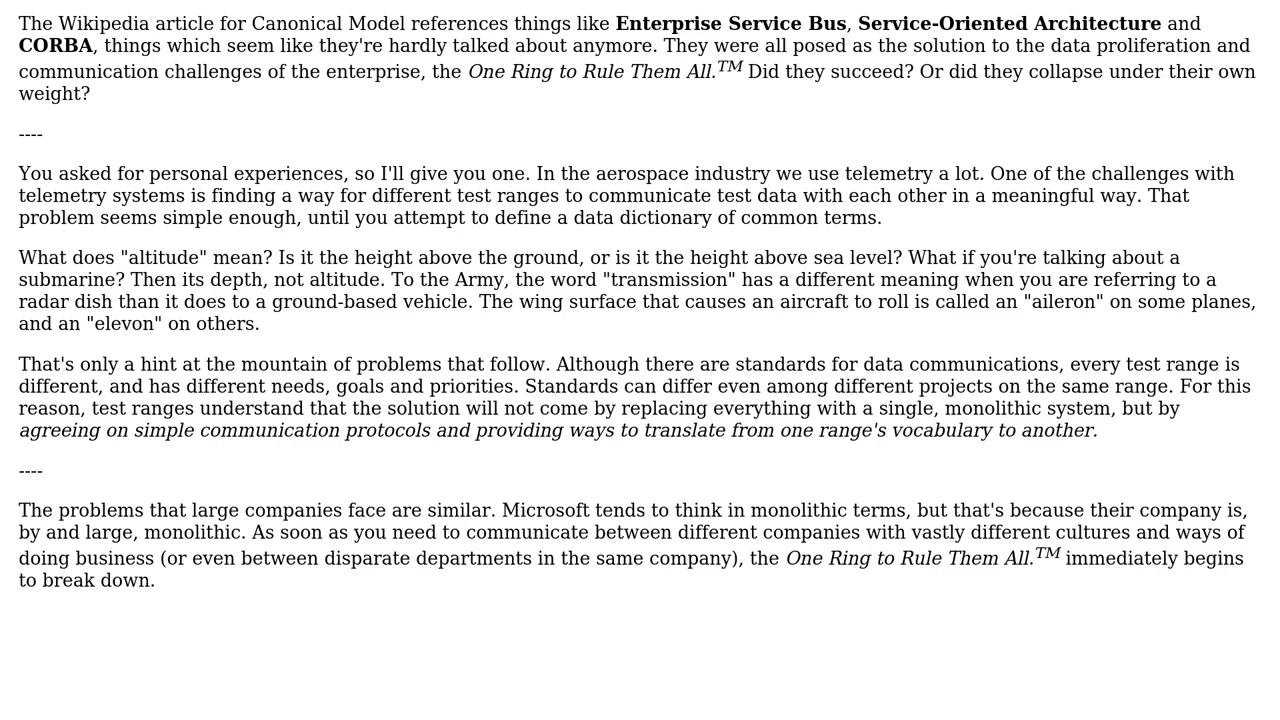 The Wikipedia article for Canonical Model references things like Enterprise Service Bus, Service-Oriented Architecture and
CORBA, things which seem like they're hardly talked about anymore. They were all posed as the solution to the data proliferation and
communication challenges of the enterprise, the One Ring to Rule Them All.TM Did they succeed? Or did they collapse under their own
weight?
----
You asked for personal experiences, so I'll give you one. In the aerospace industry we use telemetry a lot. One of the challenges with
telemetry systems is finding a way for different test ranges to communicate test data with each other in a meaningful way. That
problem seems simple enough, until you attempt to define a data dictionary of common terms.
What does "altitude" mean? Is it the height above the ground, or is it the height above sea level? What if you're talking about a
submarine? Then its depth, not altitude. To the Army, the word "transmission" has a different meaning when you are referring to a
radar dish than it does to a ground-based vehicle. The wing surface that causes an aircraft to roll is called an "aileron" on some planes,
and an "elevon" on others.
That's only a hint at the mountain of problems that follow. Although there are standards for data communications, every test range is
different, and has different needs, goals and priorities. Standards can differ even among different projects on the same range. For this
reason, test ranges understand that the solution will not come by replacing everything with a single, monolithic system, but by
agreeing on simple communication protocols and providing ways to translate from one range's vocabulary to another.
----
The problems that large companies face are similar. Microsoft tends to think in monolithic terms, but that's because their company is,
by and large, monolithic. As soon as you need to communicate between different companies with vastly different cultures and ways of
doing business (or even between disparate departments in the same company), the One Ring to Rule Them All.TM immediately begins
to break down.